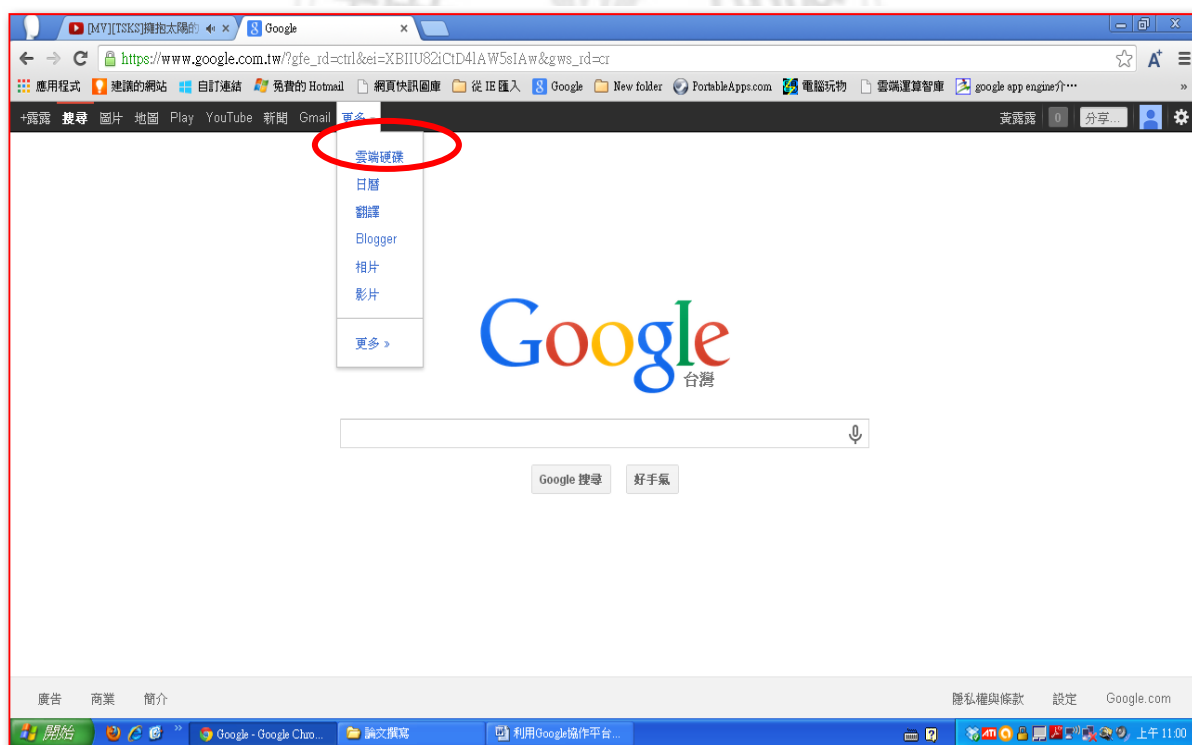 [MV][TSKS]擁抱太陽的
Google
https://www.google.com.tw/?gfe_rd=ctrl&ei=XBIIU82iCtD4lAW5sIAw&gws_rd=cr
應用程式 建議的網站 自訂連結 免費的 Hotmail 網頁快訊圖庫 從 IE 匯入 Google New folder PortableApps.com 電腦玩物 雲端運算智庫 google app engine介… »
+露露 搜尋 圖片 地圖 Play YouTube 新聞 Gmail 更多 黃露露 0 分享...
雲端硬碟
日曆
翻譯
Blogger
相片
影片
更多 »
Google
台灣
Google 搜尋 好手氣
廣告 商業 簡介 隱私權與條款 設定 Google.com
開始 » Google - Google Chro... 論文撰寫 利用Google協作平台... 上午 11:00